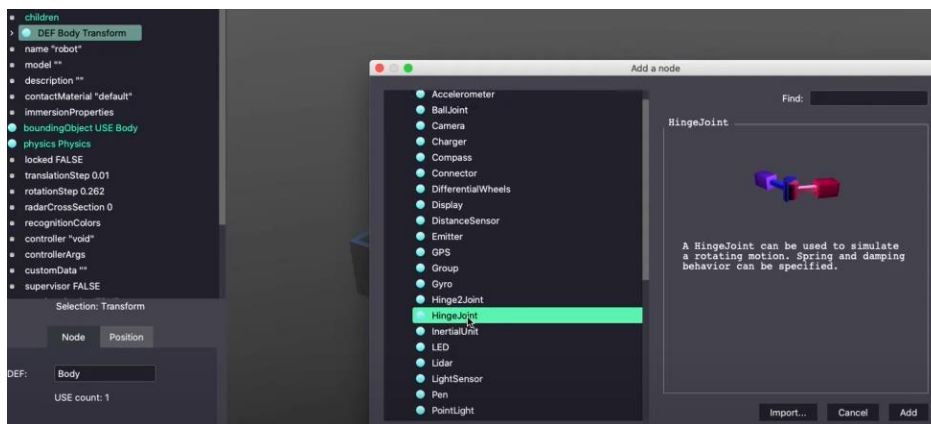 children
DEF Body Transform
name "robot"
model ""
description ""
contactMaterial "default"
immersionProperties
boundingObject USE Body
physics Physics
locked FALSE
translationStep 0.01
rotationStep 0.262
radarCrossSection 0
recognitionColors
controller "void"
controllerArgs
customData ""
supervisor FALSE
Selection: Transform
Node Position
DEF: Body
USE count: 1
Add a node
Accelerometer
BallJoint
Camera
Charger
Compass
Connector
DifferentialWheels
Display
DistanceSensor
Emitter
GPS
Group
Gyro
Hinge2Joint
HingeJoint
InertialUnit
LED
Lidar
LightSensor
Pen
PointLight
Find:
HingeJoint
A HingeJoint can be used to simulate
a rotating motion. Spring and damping
behavior can be specified.
Import... Cancel Add